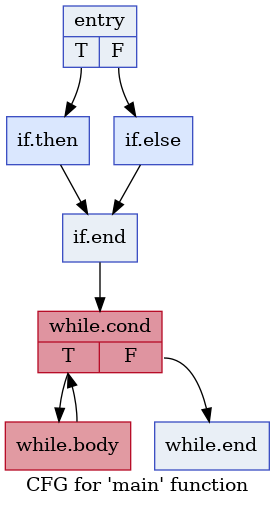 entry
T F
if.then if.else
if.end
while.cond
T F
while.body while.end
CFG for 'main' function